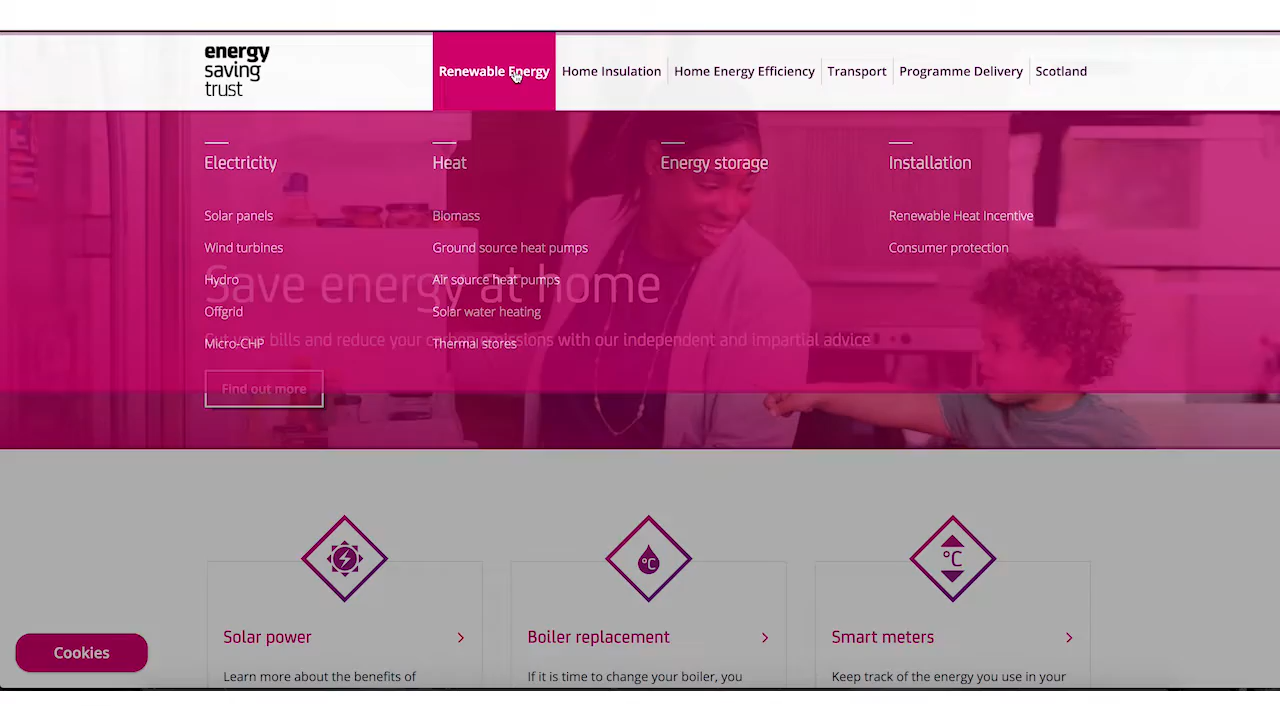 energy
saving
trust
Renewable Energy
Home Insulation
Home Energy Efficiency
Transport
Programme Delivery
Scotland
Electricity
Solar panels
Wind turbines
Hydro
Offgrid
Micro-CHP
Heat
Biomass
Ground source heat pumps
Air source heat pumps
Solar water heating
Thermal stores
Energy storage
Installation
Renewable Heat Incentive
Consumer protection
Save energy at home
bills and reduce your carbon emissions with our independent and impartial advice
Find out more
Solar power
Learn more about the benefits of
Boiler replacement
If it is time to change your boiler, you
Smart meters
Keep track of the energy you use in your
°C
°C
Cookies